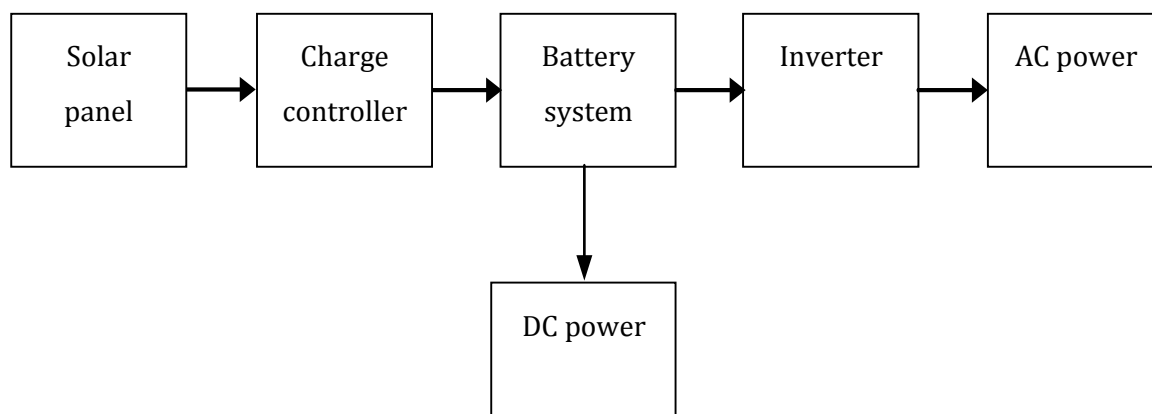 Solar
panel
Charge
controller
Battery
system
Inverter
AC power
DC power